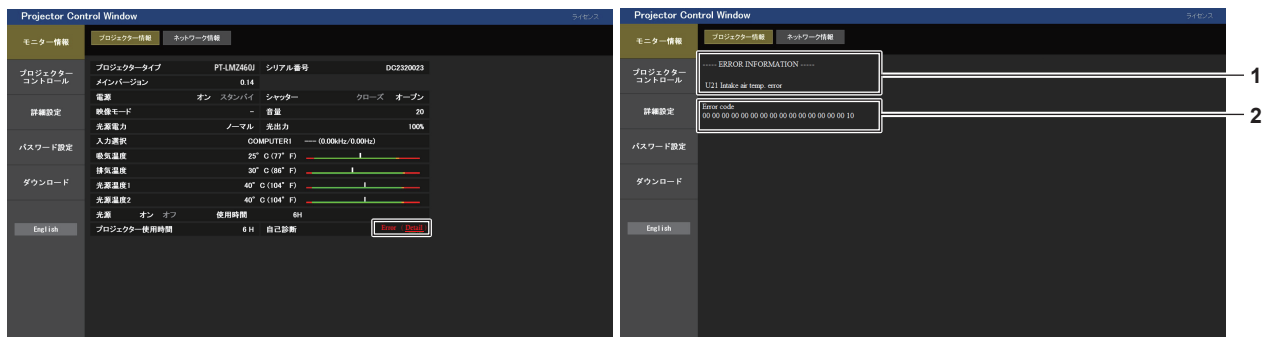 Projector Control Window
ライセンス
モニター情報
プロジェクター
コントロール
詳細設定
パスワード設定
ダウンロード
English
プロジェクター情報
ネットワーク情報
プロジェクタータイプ PT-LMZ460J シリアル番号 DC2320023
メインバージョン 0.14
電源 オン スタンバイ シャッター クローズ オープン
映像モード - 音量 20
光源電力 ノーマル 光出力 100%
入力選択 COMPUTER1 --- (0.00kHz/0.00Hz)
吸気温度 25° C (77° F)
排気温度 30° C (86° F)
光源温度1 40° C (104° F)
光源温度2 40° C (104° F)
光源 オン オフ 使用時間 6H
プロジェクター使用時間 6 H 自己診断 Error : Detail
Projector Control Window
ライセンス
モニター情報
プロジェクター
コントロール
詳細設定
パスワード設定
ダウンロード
English
プロジェクター情報
ネットワーク情報
----- ERROR INFORMATION -----
U21 Intake air temp. error
1
Error code
00 00 00 00 00 00 00 00 00 00 00 00 00 00 00 10
2